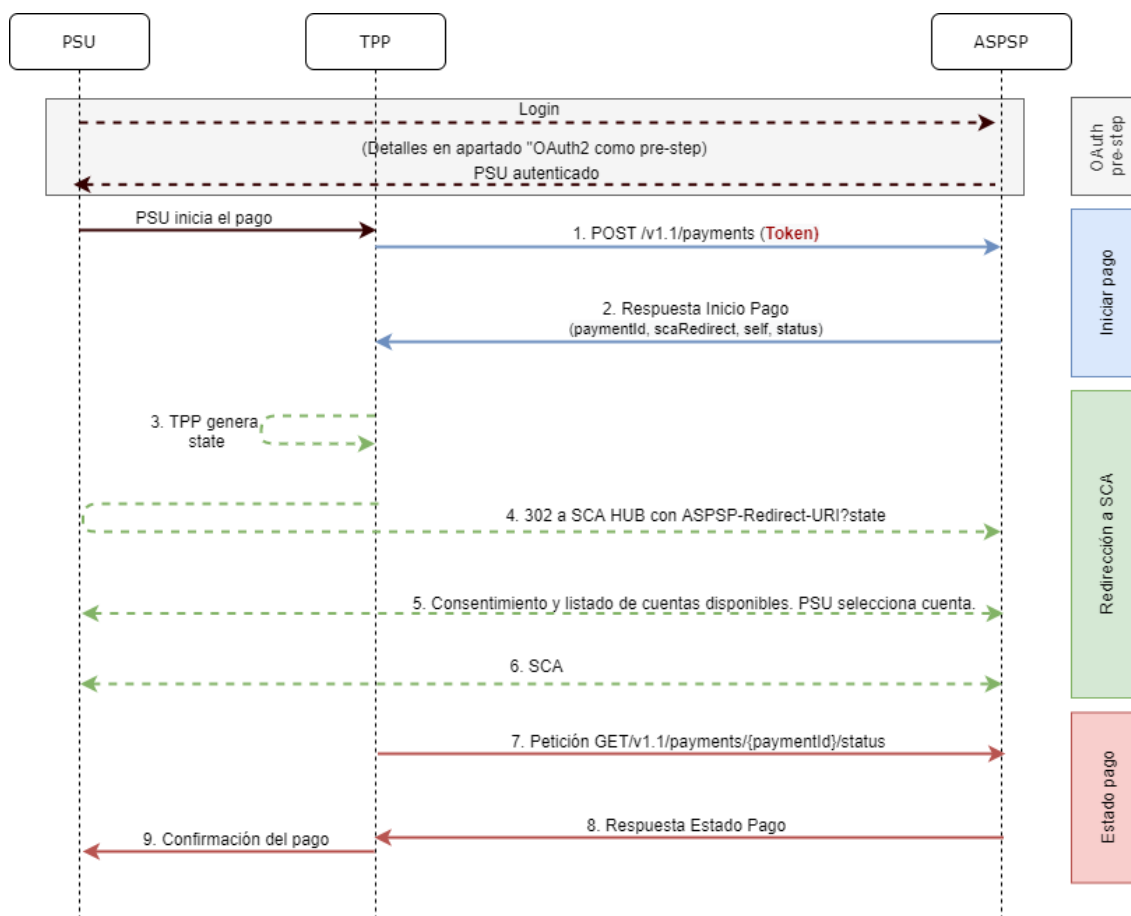 PSU
TPP
ASPSP
Login
(Detalles en apartado "OAuth2 como pre-step)
PSU autenticado
OAuth
pre-step
PSU inicia el pago
1. POST /v1.1/payments (Token)
2. Respuesta Inicio Pago
(paymentId, scaRedirect, self, status)
Iniciar pago
3. TPP genera
state
4. 302 a SCA HUB con ASPSP-Redirect-URI?state
5. Consentimiento y listado de cuentas disponibles. PSU selecciona cuenta.
6. SCA
Redirección a SCA
7. Petición GET/v1.1/payments/{paymentId}/status
8. Respuesta Estado Pago
9. Confirmación del pago
Estado pago